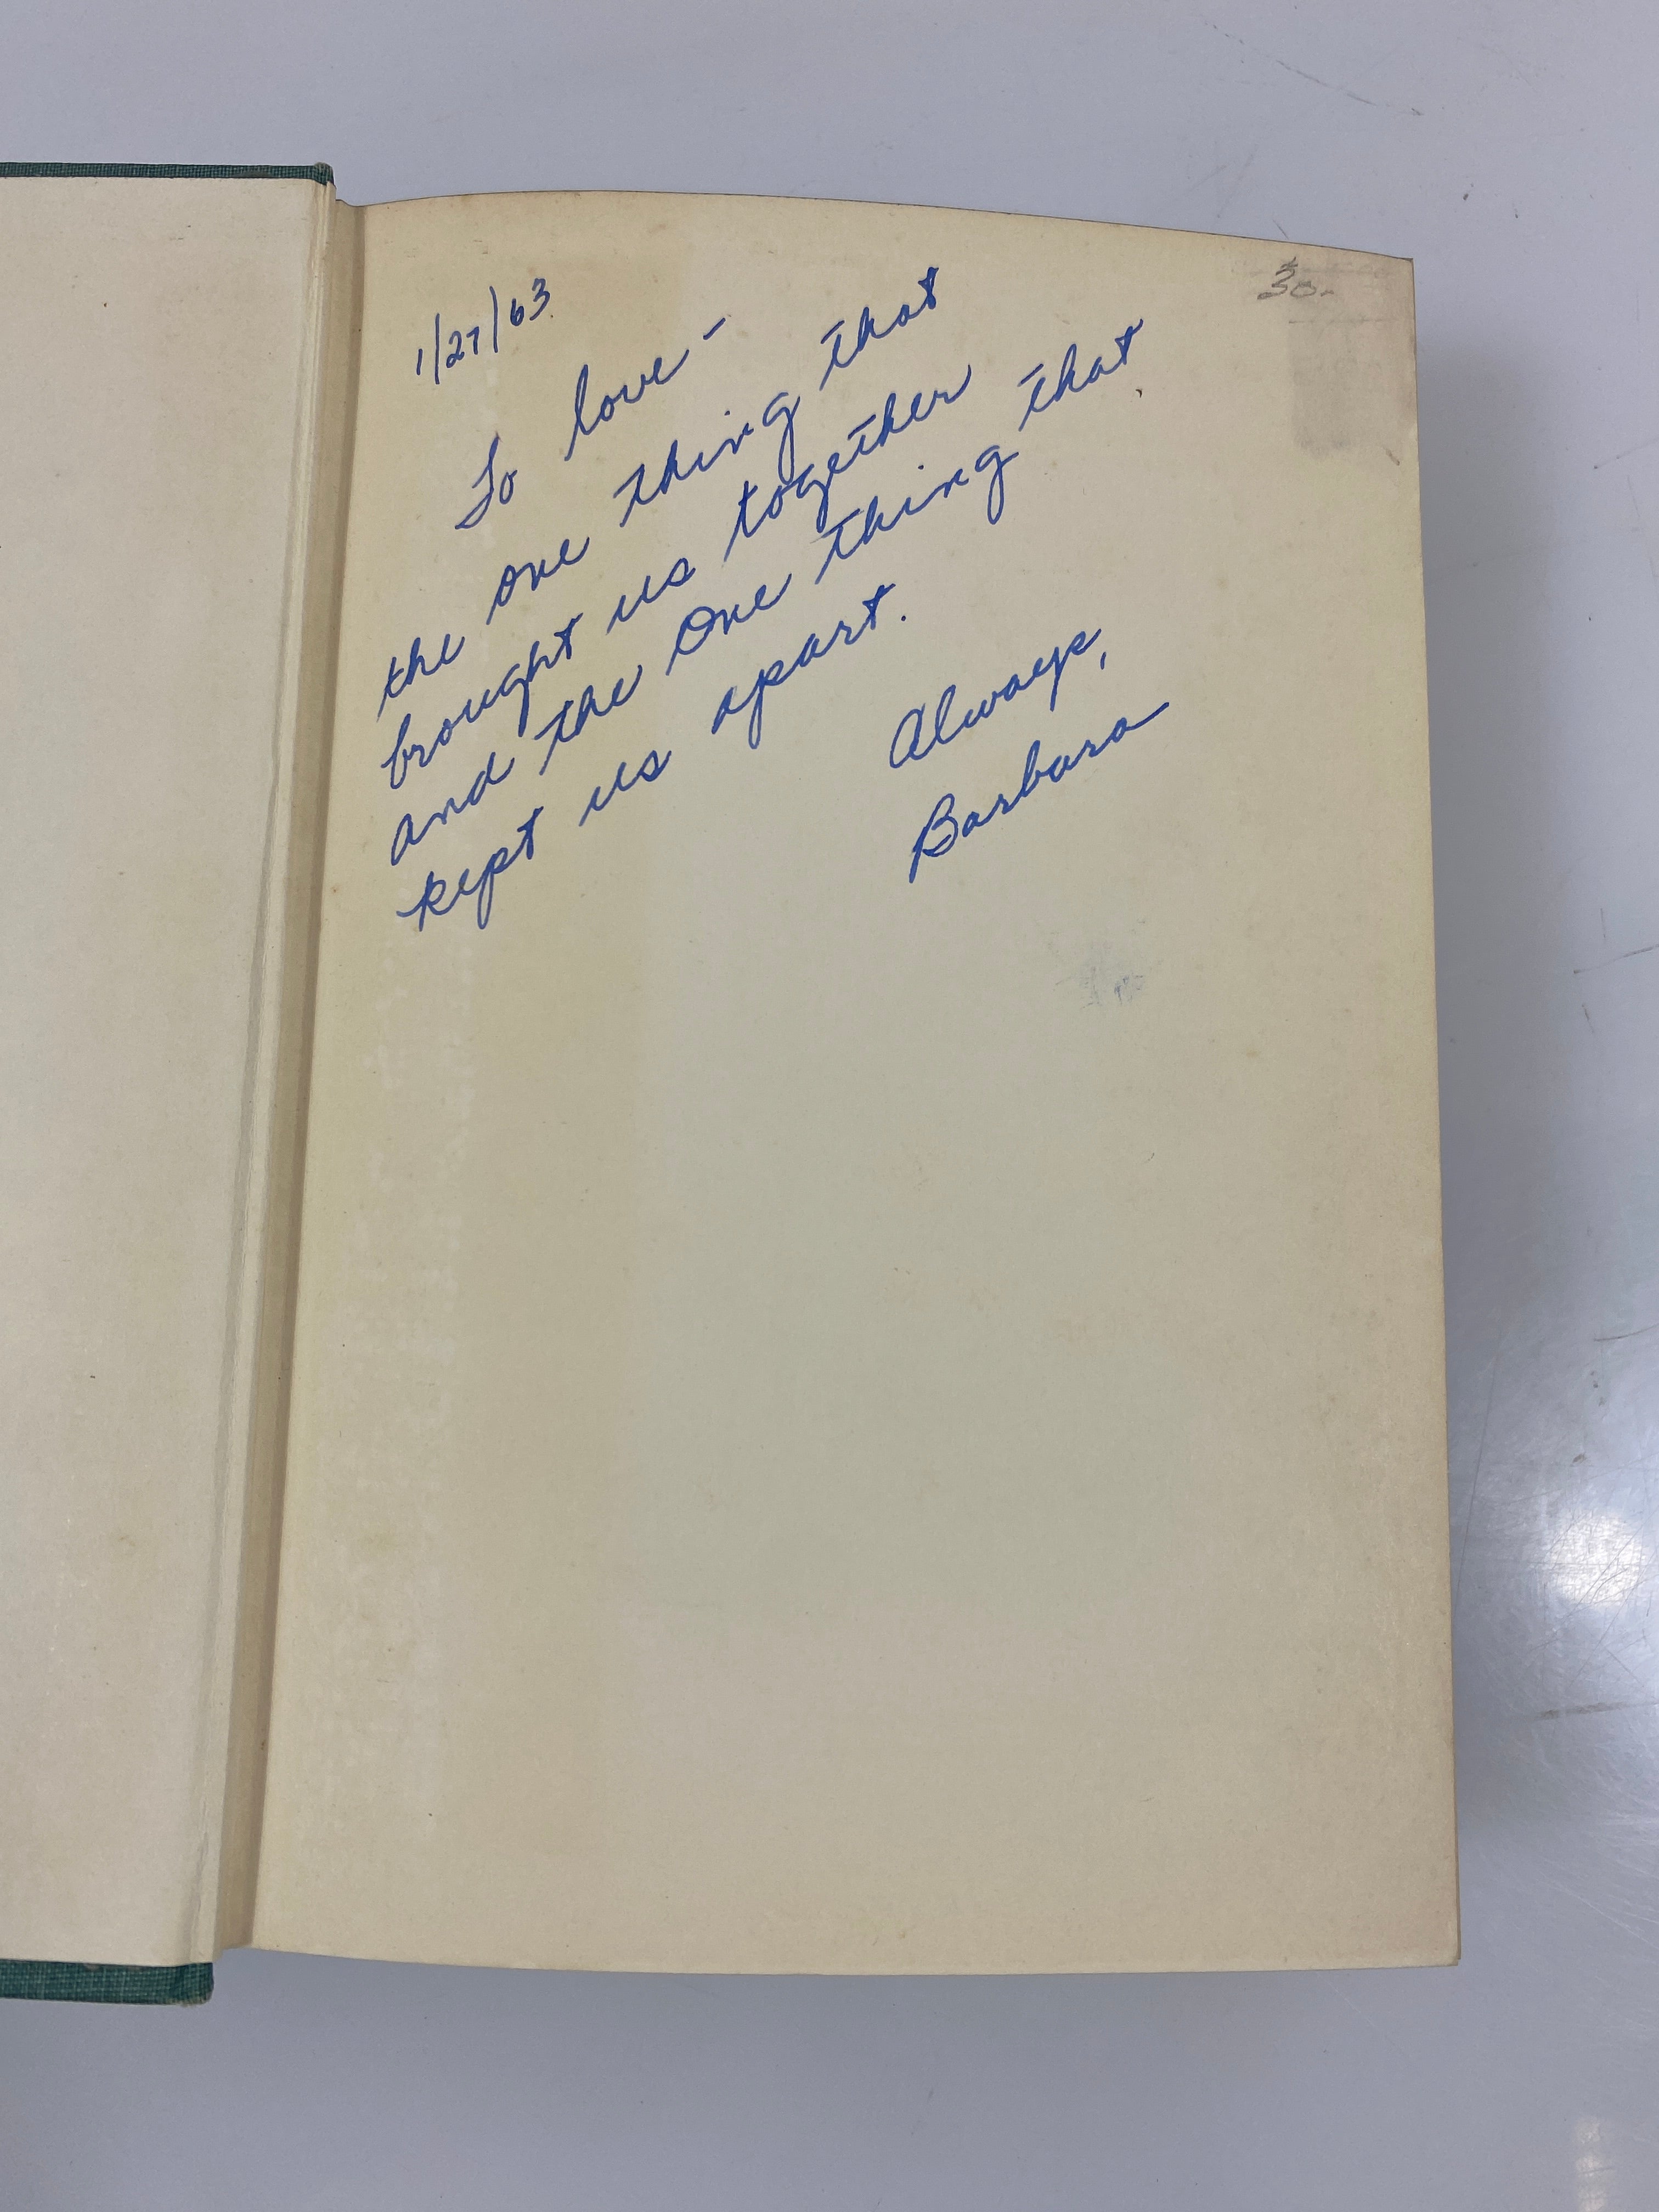 1/27/63
30-
To love -
the one thing that
brought us together
and the one thing that
kept us apart.
Always,
Barbara